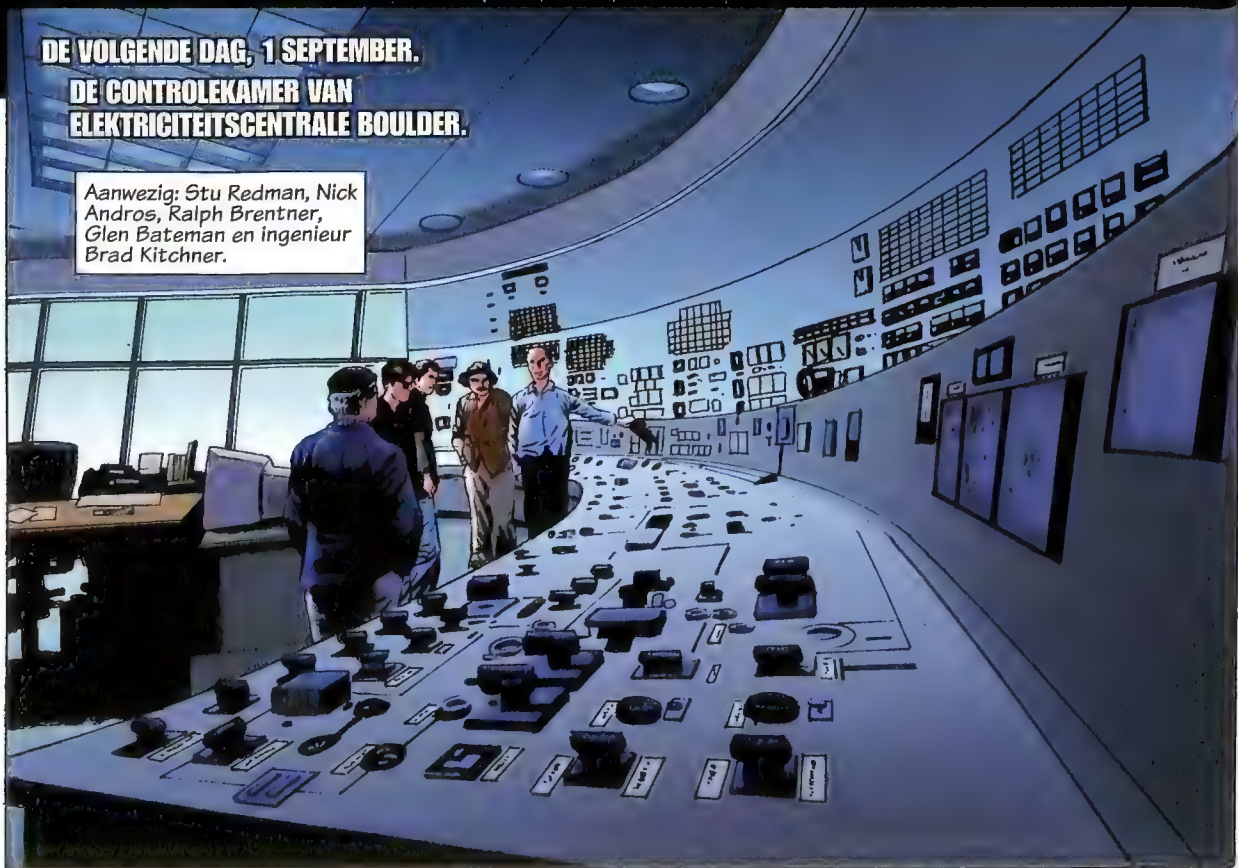 DE VOLGENDE DAG, 1 SEPTEMBER.
DE CONTROLEKAMER VAN
ELEKTRICITEITSCENTRALE BOULDER.
Aanwezig: Stu Redman, Nick
Andros, Ralph Brentner,
Glen Bateman en ingenieur
Brad Kitchner.